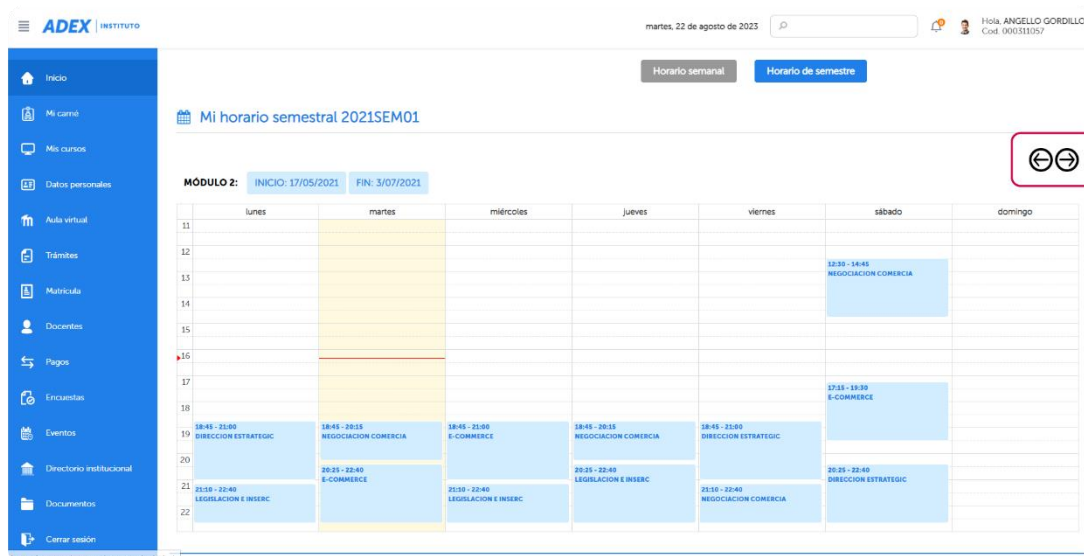 ADEX INSTITUTO
martes, 22 de agosto de 2023
Hola, ANGELLO GORDILLO
Cod. 000311057
Inicio
Mi carné
Mis cursos
Datos personales
Aula virtual
Trámites
Matrícula
Docentes
Pagos
Encuestas
Eventos
Directorio institucional
Documentos
Cerrar sesión
Horario semanal
Horario de semestre
Mi horario semestral 2021SEM01
MÓDULO 2: INICIO: 17/05/2021 FIN: 3/07/2021
lunes martes miércoles jueves viernes sábado domingo
11
12
13
14
15
16
17
18
19
20
21
22
18:45 - 21:00
DIRECCION ESTRATEGIC
21:10 - 22:40
LEGISLACION E INSERC
18:45 - 20:15
NEGOCIACION COMERCIA
20:25 - 22:40
E-COMMERCE
18:45 - 21:00
E-COMMERCE
21:10 - 22:40
LEGISLACION E INSERC
18:45 - 20:15
NEGOCIACION COMERCIA
20:25 - 22:40
LEGISLACION E INSERC
18:45 - 21:00
DIRECCION ESTRATEGIC
21:10 - 22:40
NEGOCIACION COMERCIA
12:30 - 14:45
NEGOCIACION COMERCIA
17:15 - 19:30
E-COMMERCE
20:25 - 22:40
DIRECCION ESTRATEGIC